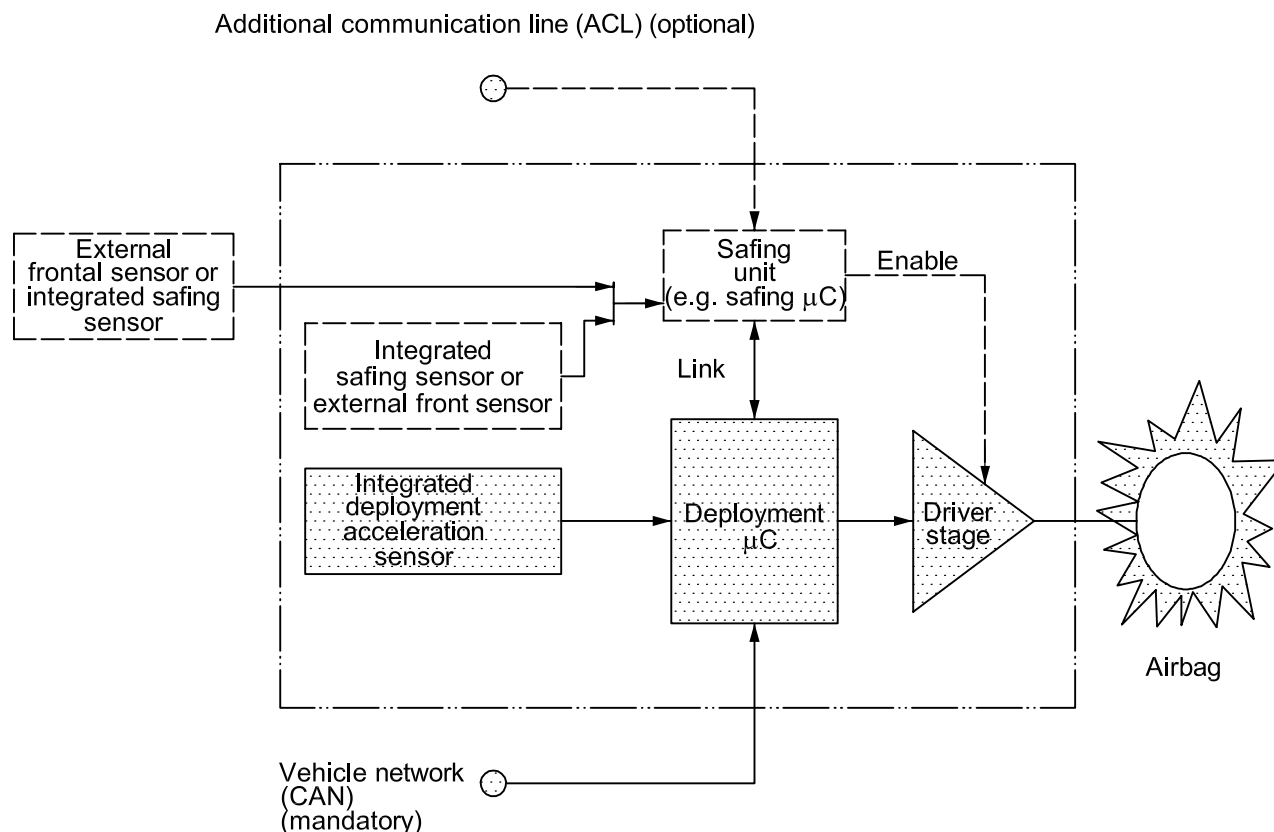 Additional communication line (ACL) (optional)
External
frontal sensor or
integrated safing
sensor
Safing
unit
(e.g. safing μC)
Enable
Integrated
safing sensor or
external front sensor
Link
Integrated
deployment
acceleration
sensor
Deployment
μC
Driver
stage
Airbag
Vehicle network
(CAN)
(mandatory)